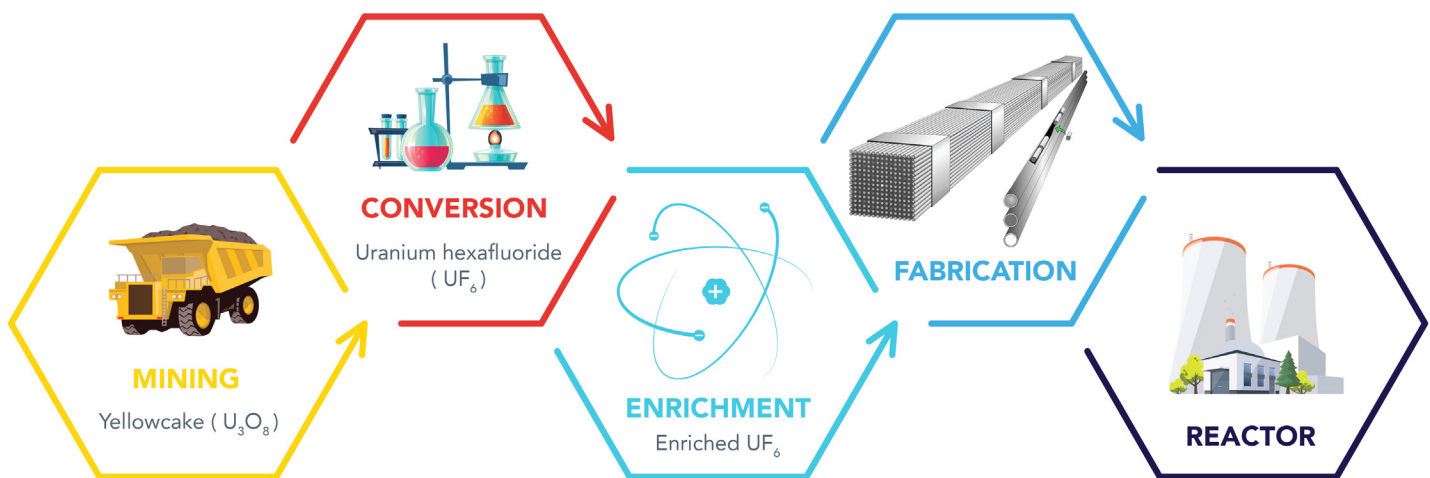 MINING
Yellowcake ( U₃O₈)
CONVERSION
Uranium hexafluoride
( UF₆)
ENRICHMENT
Enriched UF₆
FABRICATION
REACTOR